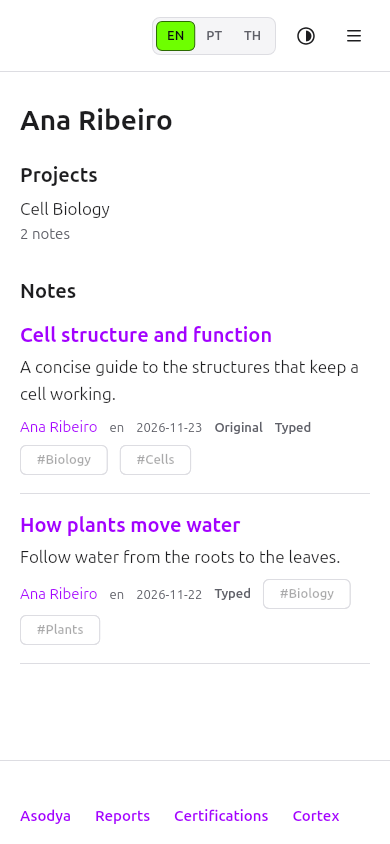 EN PT TH
Ana Ribeiro
Projects
Cell Biology
2 notes
Notes
Cell structure and function
A concise guide to the structures that keep a
cell working.
Ana Ribeiro en 2026-11-23 Original Typed
#Biology #Cells
How plants move water
Follow water from the roots to the leaves.
Ana Ribeiro en 2026-11-22 Typed #Biology
#Plants
Asodya Reports Certifications Cortex